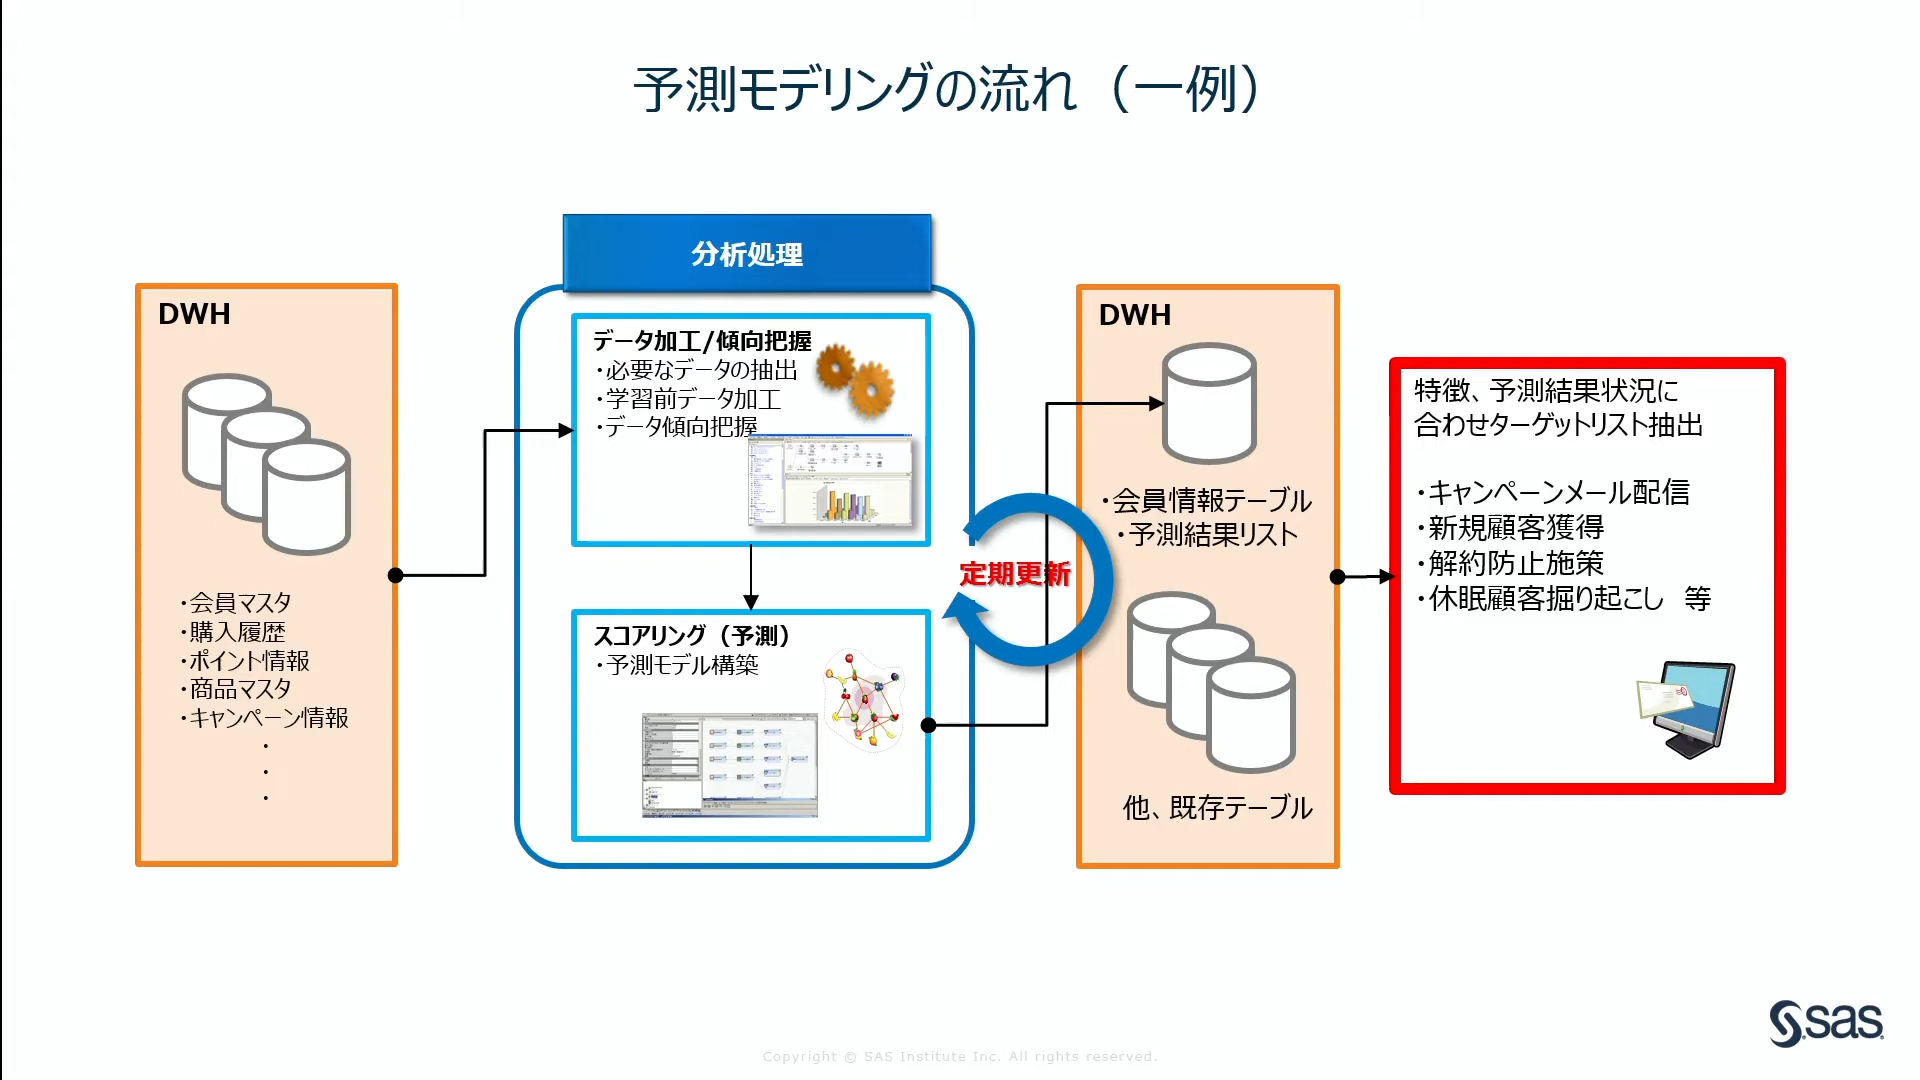 予測モデリングの流れ（一例）
分析処理
DWH
・会員マスタ
・購入履歴
・ポイント情報
・商品マスタ
・キャンペーン情報
・
・
・
データ加工/傾向把握
・必要なデータの抽出
・学習前データ加工
・データ傾向把握
スコアリング（予測）
・予測モデル構築
定期更新
DWH
・会員情報テーブル
・予測結果リスト
他、既存テーブル
特徴、予測結果状況に
合わせターゲットリスト抽出
・キャンペーンメール配信
・新規顧客獲得
・解約防止施策
・休眠顧客掘り起こし　等
sas
Copyright © SAS Institute Inc. All rights reserved.